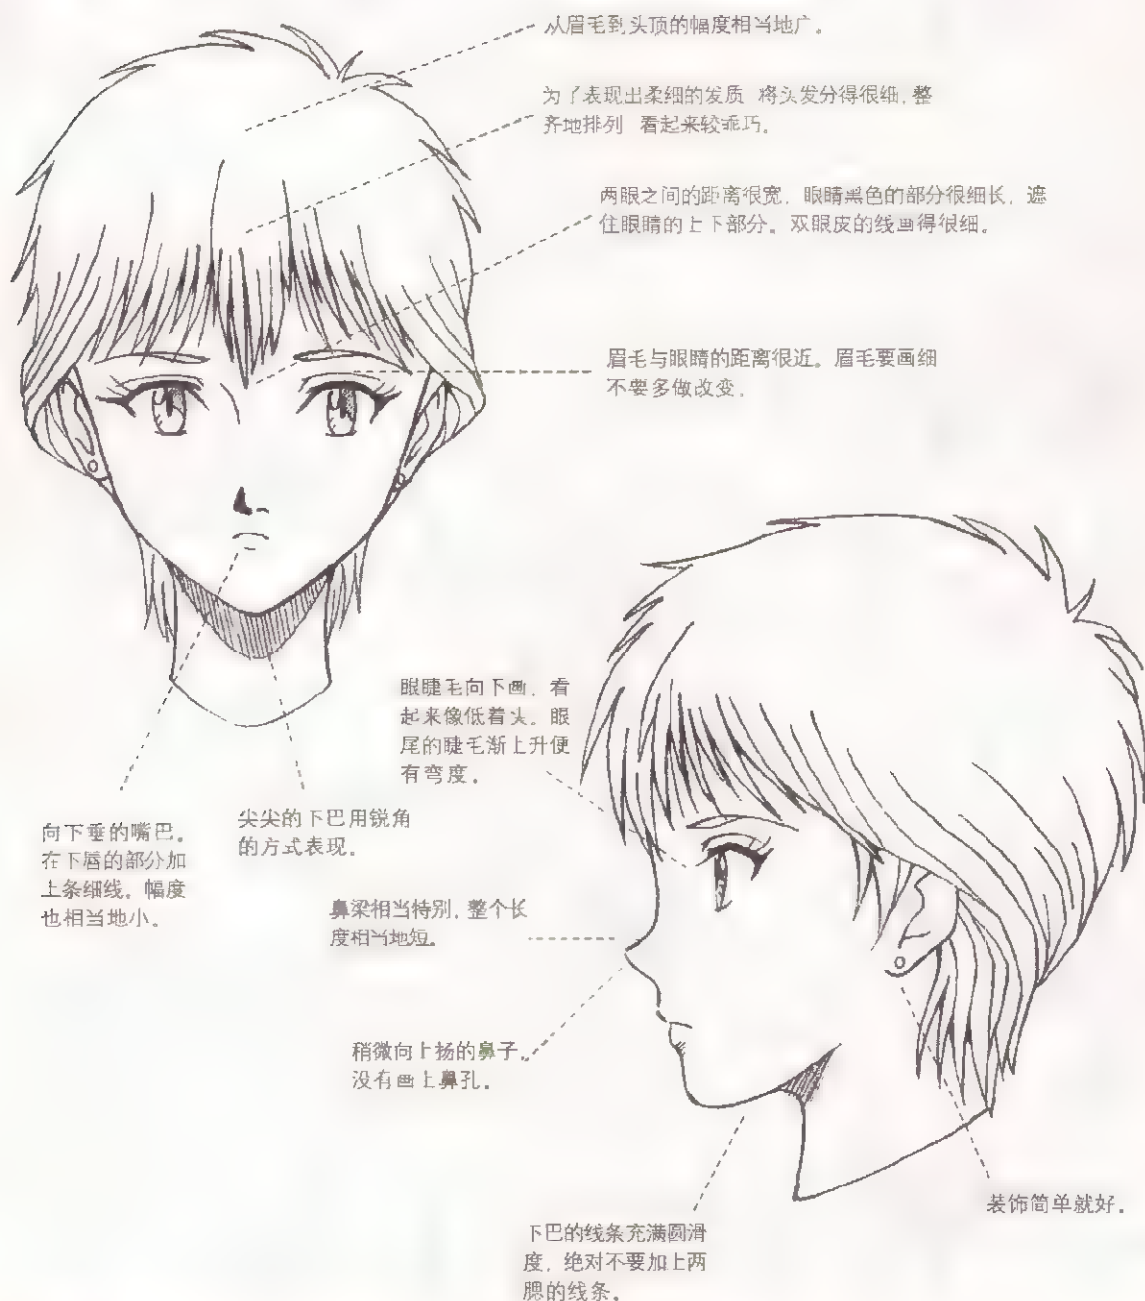 从眉毛到头顶的幅度相当地广。
为了表现出柔细的发质 将头发分得很细，整
齐地排列 看起来较乖巧。
两眼之间的距离很宽，眼睛黑色的部分很细长，遮
住眼睛的上下部分。双眼皮的线画得很细。
眉毛与眼睛的距离很近。眉毛要画细
不要多做改变。
眼睫毛向下画，看
起来像低着头。眼
尾的睫毛渐上升便
有弯度。
向下垂的嘴巴。
在下唇的部分加
上条细线，幅度
也相当地小。
尖尖的下巴用锐角
的方式表现。
鼻梁相当特别，整个长
度相当地短。
稍微向上扬的鼻子。
没有画上鼻孔。
装饰简单就好。
下巴的线条充满圆滑
度，绝对不要加上两
腮的线条。